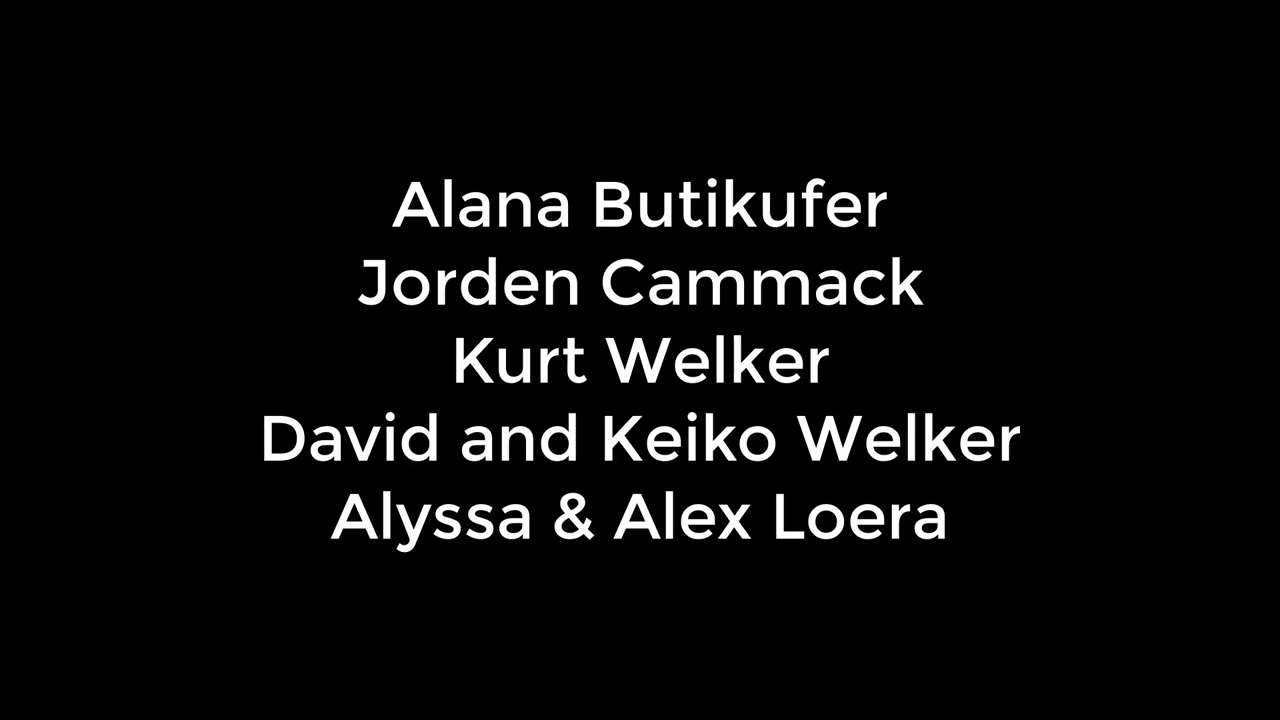 Alana Butikufer
Jorden Cammack
Kurt Welker
David and Keiko Welker
Alyssa & Alex Loera